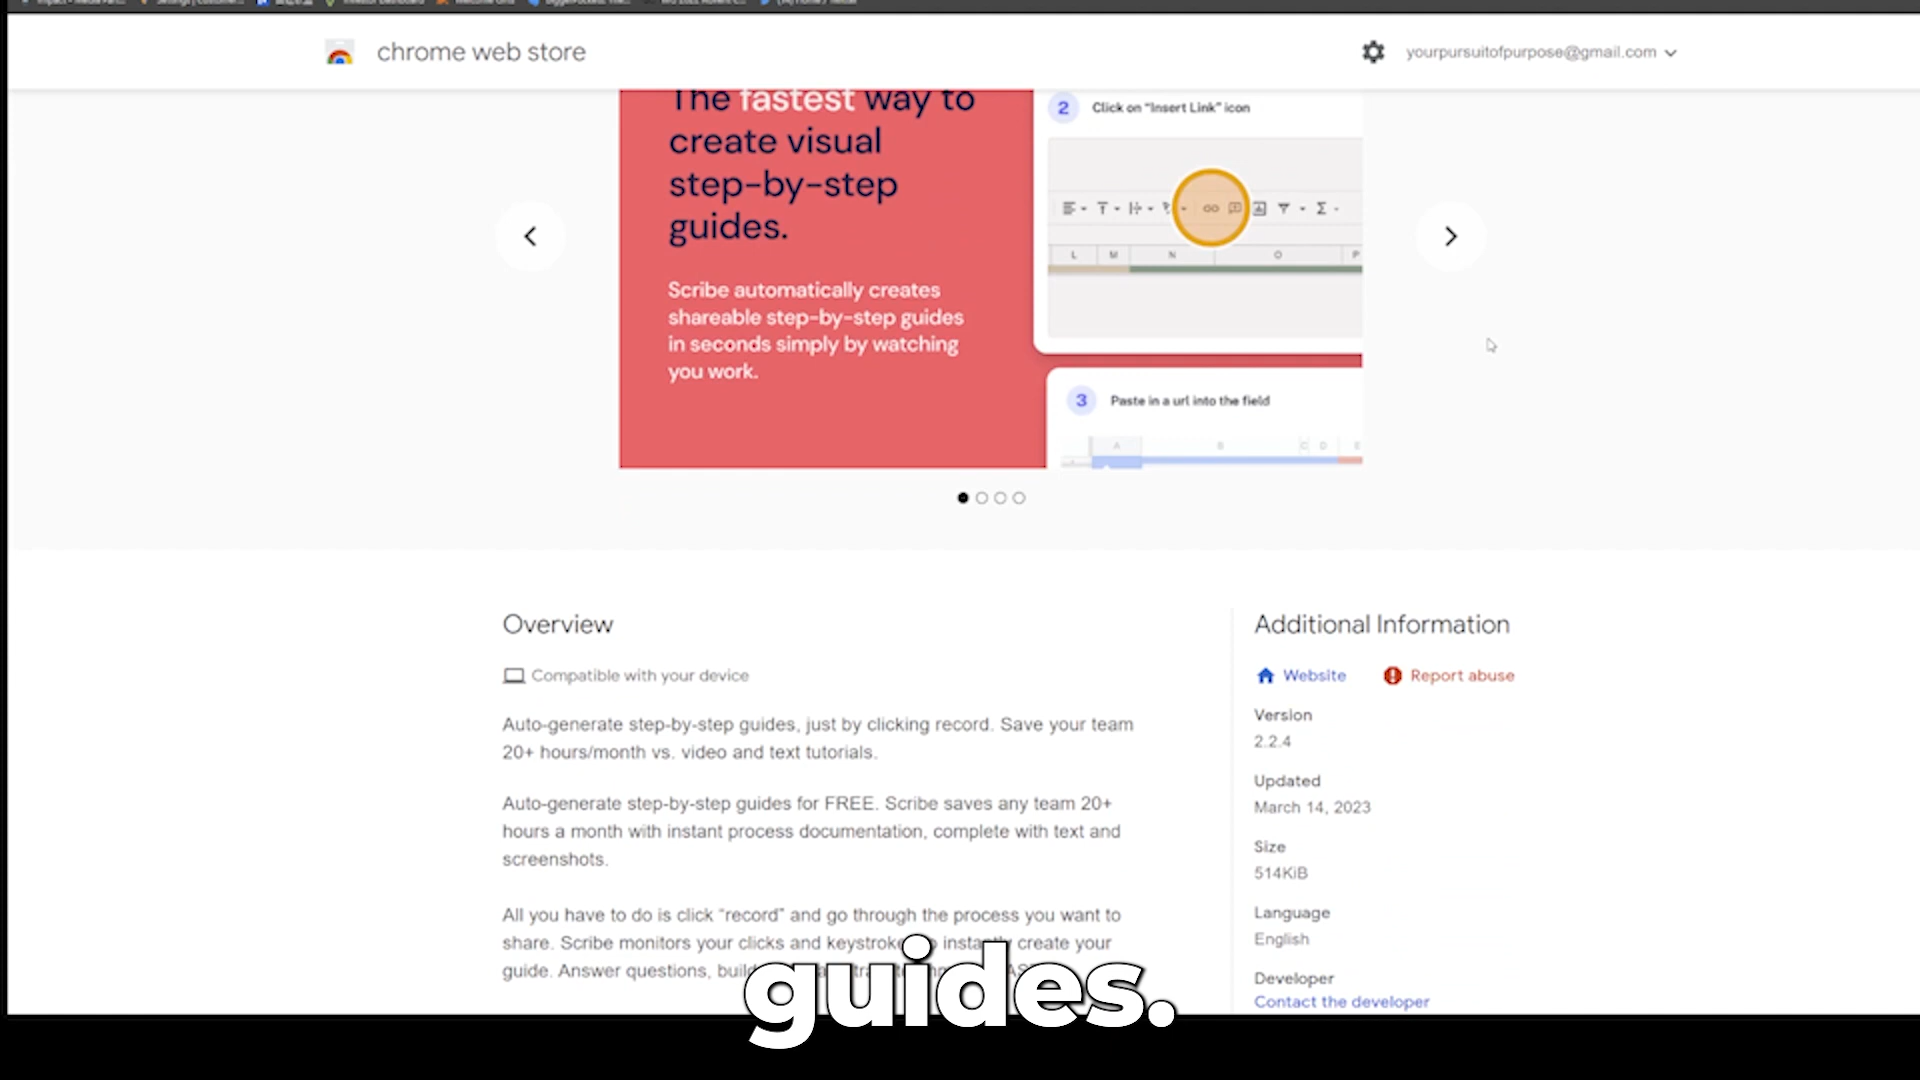 chrome web store
yourpursuitofpurpose@gmail.com
The fastest way to
create visual
step-by-step
guides.
Scribe automatically creates
shareable step-by-step guides
in seconds simply by watching
you work.
2 Click on “Insert Link” icon
L M N O P
3 Paste in a url into the field
A B C D E
Overview
Compatible with your device
Auto-generate step-by-step guides, just by clicking record. Save your team
20+ hours/month vs. video and text tutorials.
Auto-generate step-by-step guides for FREE. Scribe saves any team 20+
hours a month with instant process documentation, complete with text and
screenshots.
All you have to do is click “record” and go through the process you want to
share. Scribe monitors your clicks and keystrokes instantly create your
guide. Answer questions, build
Additional Information
Website Report abuse
Version
2.2.4
Updated
March 14, 2023
Size
514KiB
Language
English
Developer
Contact the developer
guides.